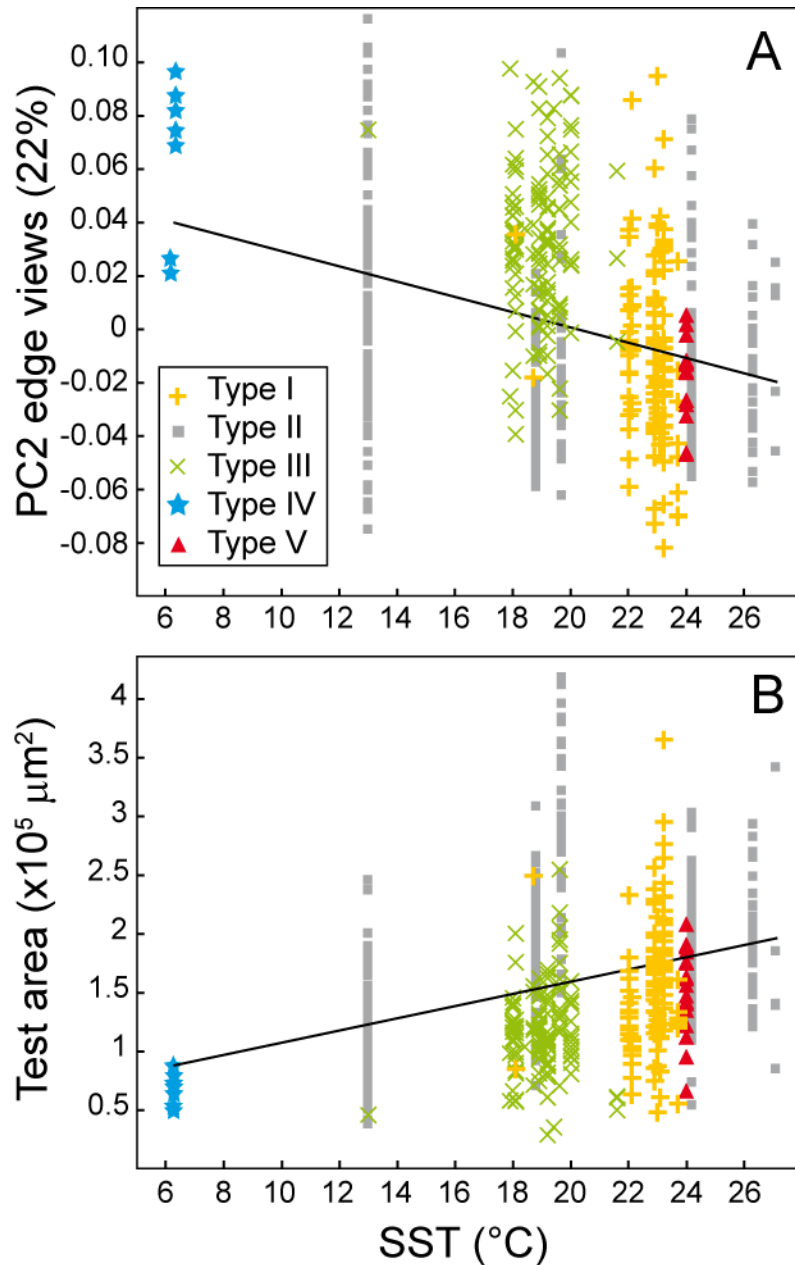 A
PC2 edge views (22%)
0.10
0.08
0.06
0.04
0.02
0
-0.02
-0.04
-0.06
-0.08
Type I
Type II
Type III
Type IV
Type V
6 8 10 12 14 16 18 20 22 24 26
B
Test area (x10⁵ µm²)
4
3.5
3
2.5
2
1.5
1
0.5
6 8 10 12 14 16 18 20 22 24 26
SST (°C)